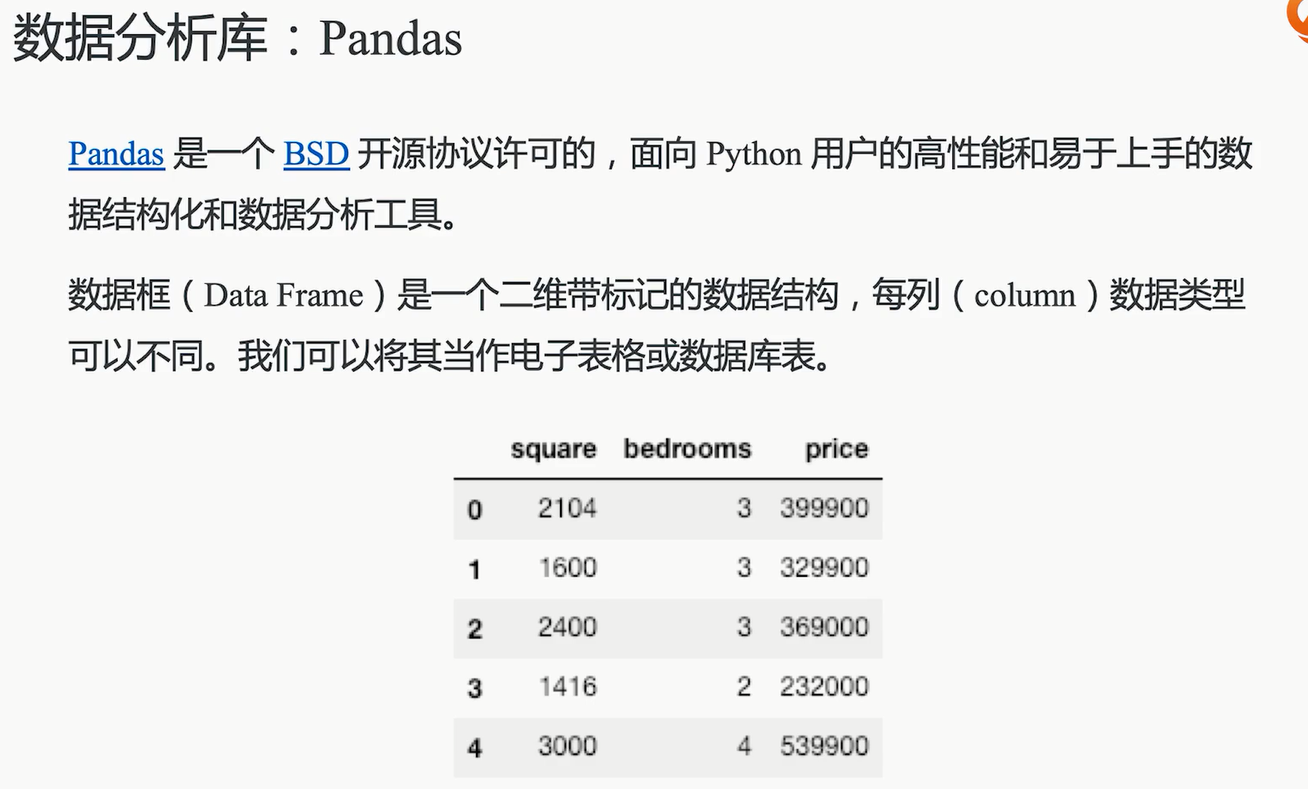 数据分析库：Pandas
Pandas 是一个 BSD 开源协议许可的，面向 Python 用户的高性能和易于上手的数
据结构化和数据分析工具。
数据框（Data Frame）是一个二维带标记的数据结构，每列（column）数据类型
可以不同。我们可以将其当作电子表格或数据库表。
square bedrooms price
0 2104 3 399900
1 1600 3 329900
2 2400 3 369000
3 1416 2 232000
4 3000 4 539900